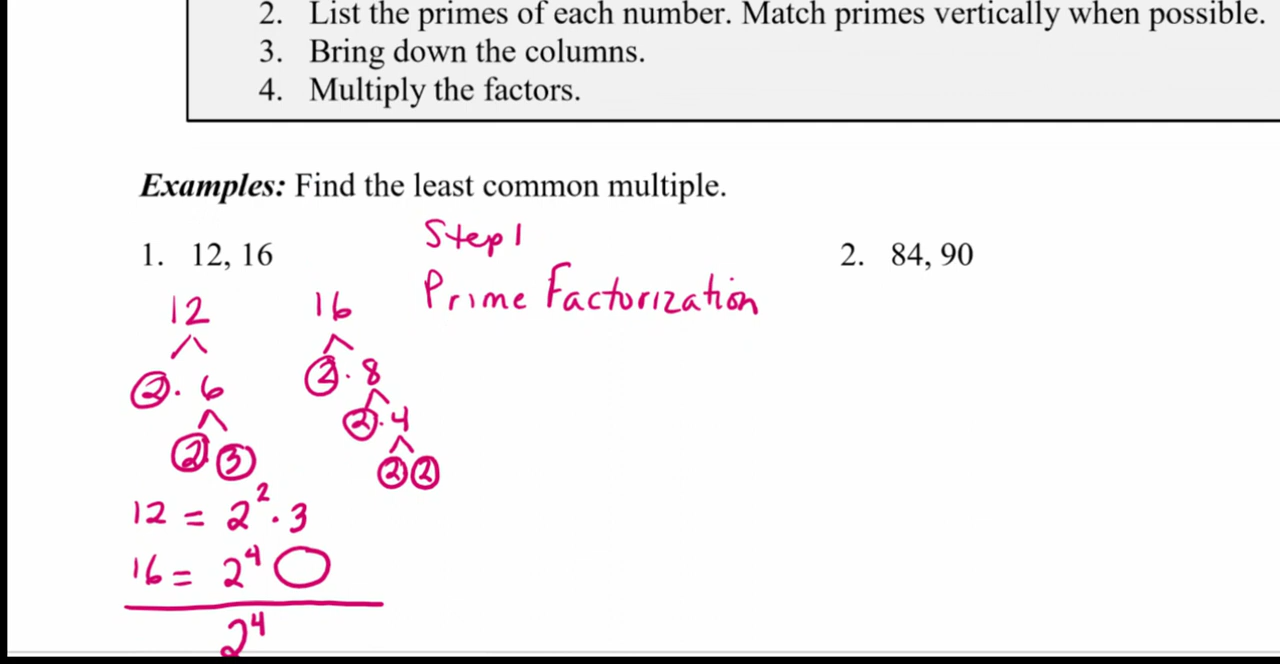 2. List the primes of each number. Match primes vertically when possible.
3. Bring down the columns.
4. Multiply the factors.
Examples: Find the least common multiple.
1. 12, 16
Step 1
2. 84, 90
Prime Factorization
12
16
2 · 6
2 · 8
2 · 4
2 3
2 2
12 = 2² · 3
16 = 2⁴
2⁴